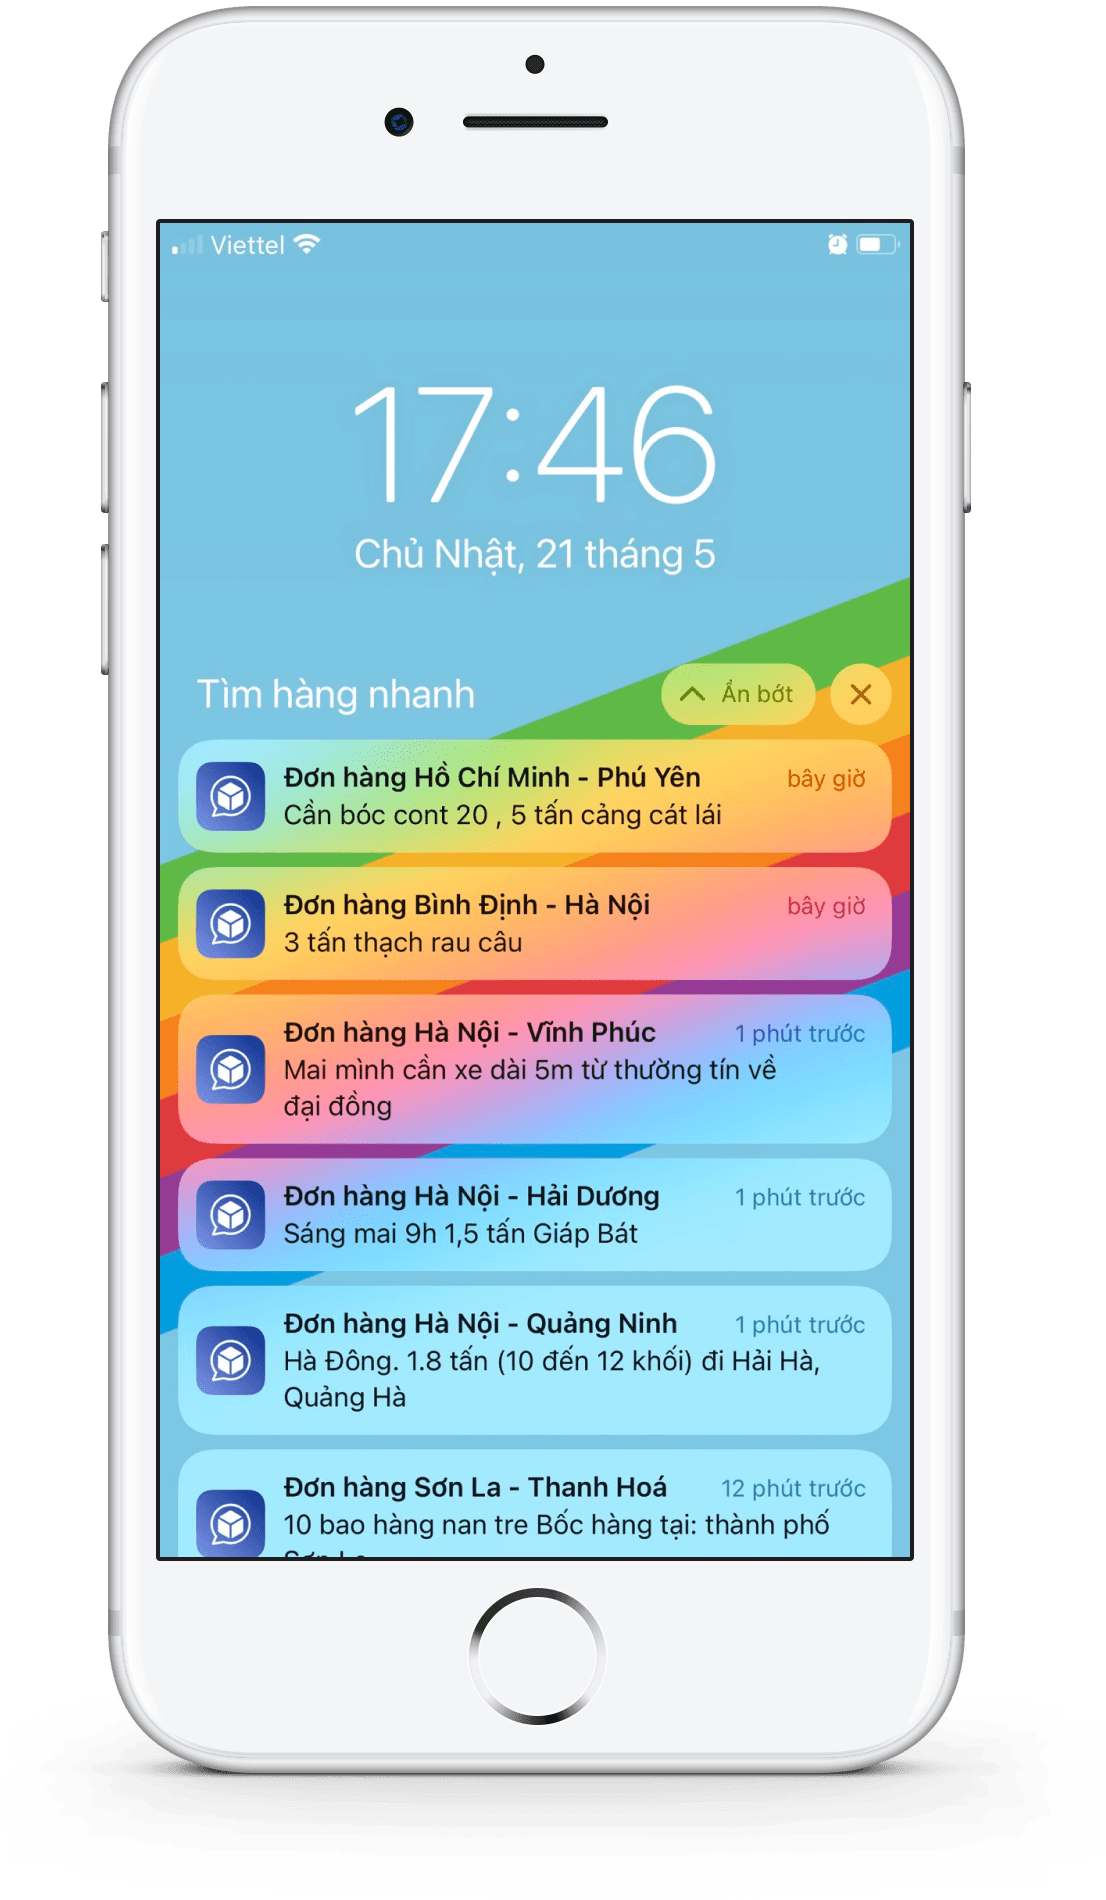 Viettel
17:46
Chủ Nhật, 21 tháng 5
Tìm hàng nhanh
Ẩn bớt
Đơn hàng Hồ Chí Minh - Phú Yên
bây giờ
Cần bóc cont 20 , 5 tấn cảng cát lái
Đơn hàng Bình Định - Hà Nội
bây giờ
3 tấn thạch rau câu
Đơn hàng Hà Nội - Vĩnh Phúc
1 phút trước
Mai mình cần xe dài 5m từ thường tín về
đại đồng
Đơn hàng Hà Nội - Hải Dương
1 phút trước
Sáng mai 9h 1,5 tấn Giáp Bát
Đơn hàng Hà Nội - Quảng Ninh
1 phút trước
Hà Đông. 1.8 tấn (10 đến 12 khối) đi Hải Hà,
Quảng Hà
Đơn hàng Sơn La - Thanh Hoá
12 phút trước
10 bao hàng nan tre Bốc hàng tại: thành phố